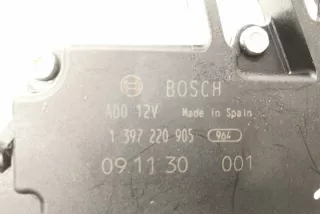 BOSCH
ADO 12V Made in Spain
1 397 220 905 964
09 11 30 001